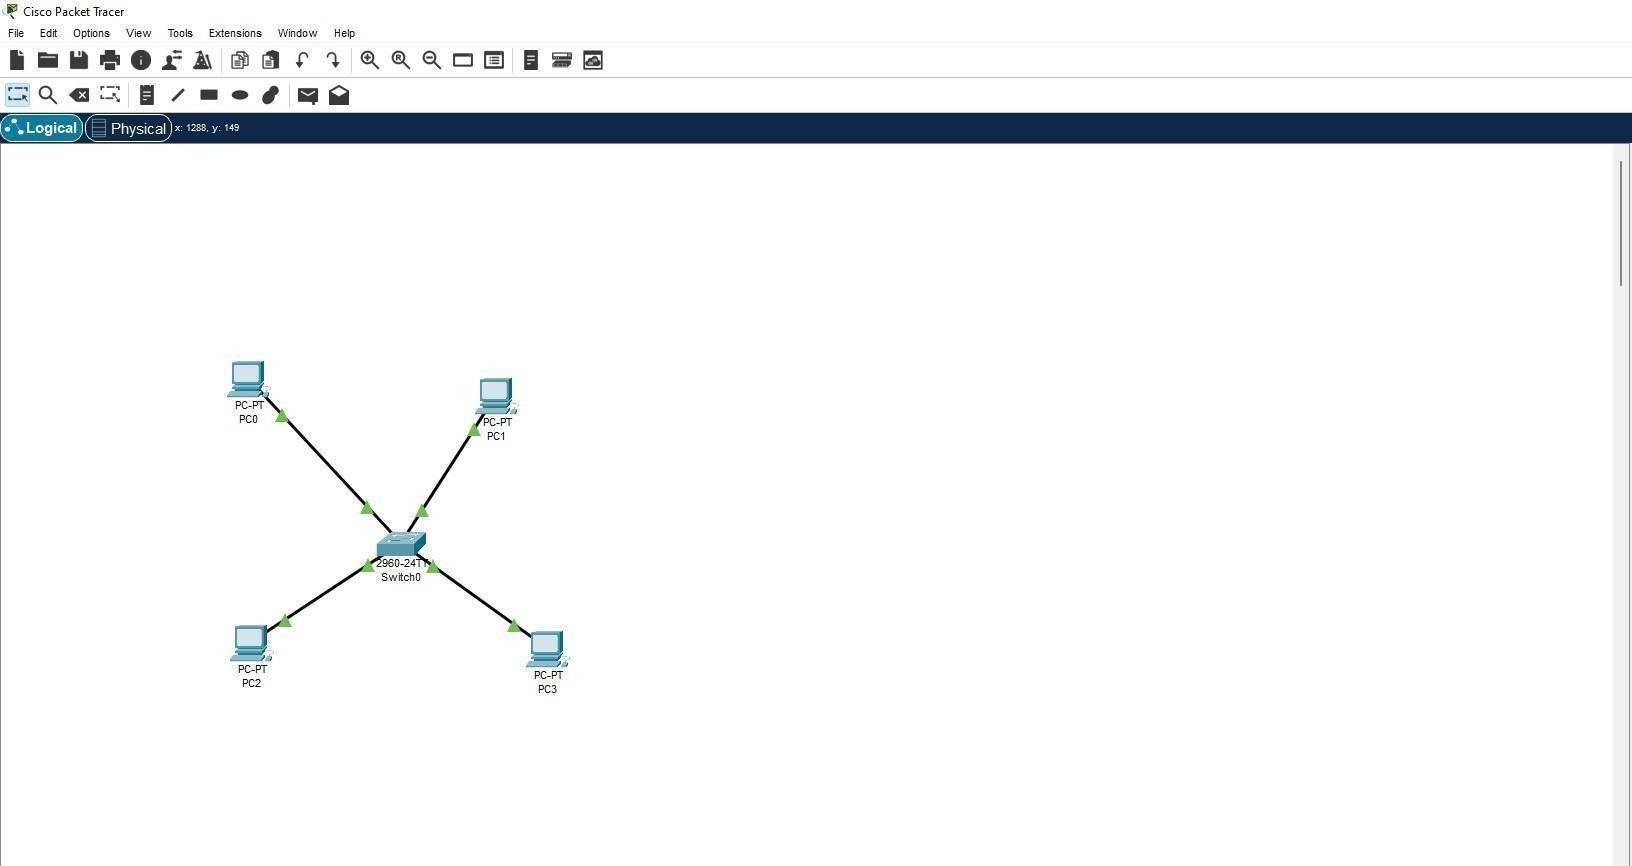 Cisco Packet Tracer
File Edit Options View Tools Extensions Window Help
Logical Physical x: 1288, y: 149
PC-PT
PC0
PC-PT
PC1
2960-24TT
Switch0
PC-PT
PC2
PC-PT
PC3